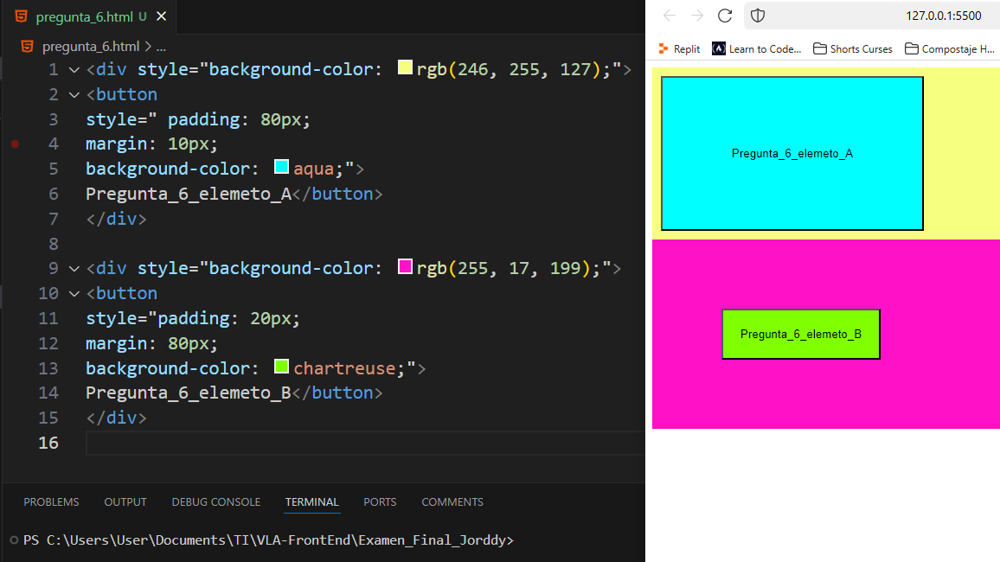 pregunta_6.html U
pregunta_6.html > ...
1 <div style="background-color: rgb(246, 255, 127);">
2 <button
3 style=" padding: 80px;
4 margin: 10px;
5 background-color: aqua;">
6 Pregunta_6_elemeto_A</button>
7 </div>
8
9 <div style="background-color: rgb(255, 17, 199);">
10 <button
11 style="padding: 20px;
12 margin: 80px;
13 background-color: chartreuse;">
14 Pregunta_6_elemeto_B</button>
15 </div>
16
PROBLEMS OUTPUT DEBUG CONSOLE TERMINAL PORTS COMMENTS
PS C:\Users\User\Documents\TI\VLA-FrontEnd\Examen_Final_Jorddy>
127.0.0.1:5500
Replit Learn to Code... Shorts Curses Compostaje H...
Pregunta_6_elemeto_A
Pregunta_6_elemeto_B